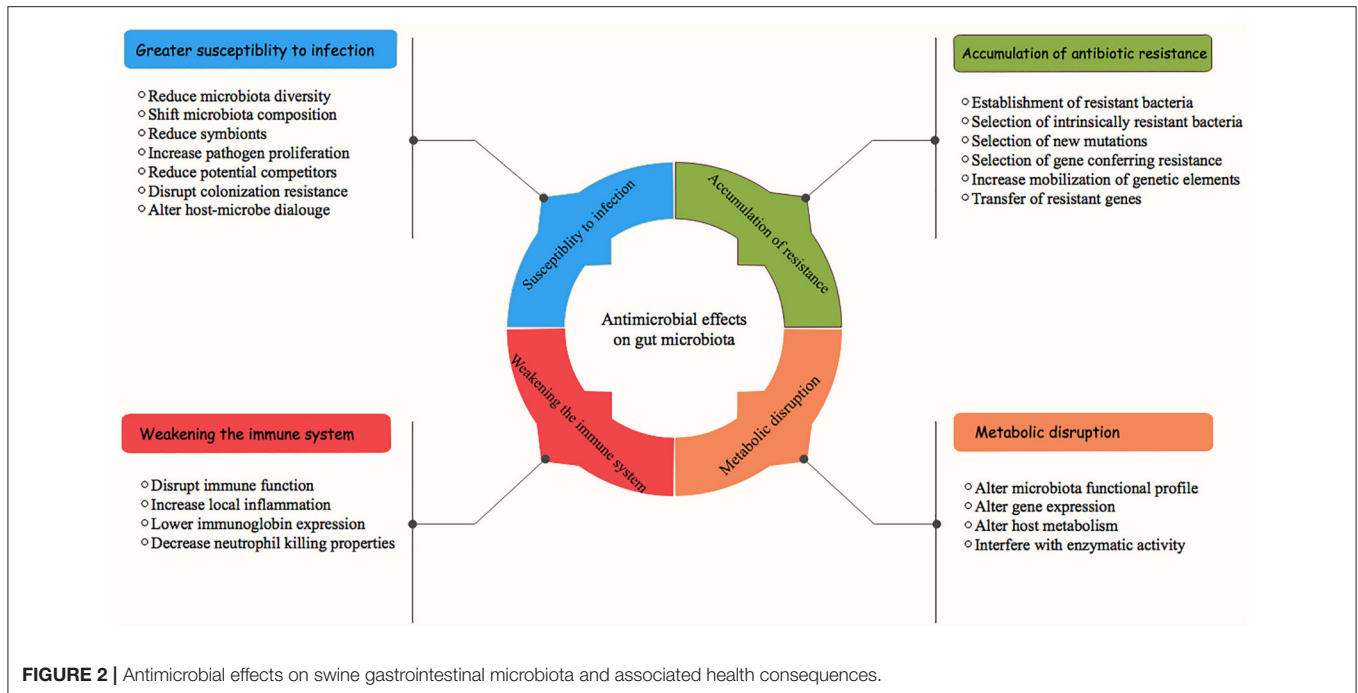 Greater susceptiblity to infection
○ Reduce microbiota diversity
○ Shift microbiota composition
○ Reduce symbionts
○ Increase pathogen proliferation
○ Reduce potential competitors
○ Disrupt colonization resistance
○ Alter host-microbe dialouge
Accumulation of antibiotic resistance
○ Establishment of resistant bacteria
○ Selection of intrinsically resistant bacteria
○ Selection of new mutations
○ Selection of gene conferring resistance
○ Increase mobilization of genetic elements
○ Transfer of resistant genes
Susceptiblity to infection
Accumulation of resistance
Antimicrobial effects
on gut microbiota
Weakening the immune system
Metabolic disruption
Weakening the immune system
○ Disrupt immune function
○ Increase local inflammation
○ Lower immunoglobin expression
○ Decrease neutrophil killing properties
Metabolic disruption
○ Alter microbiota functional profile
○ Alter gene expression
○ Alter host metabolism
○ Interfere with enzymatic activity
FIGURE 2 | Antimicrobial effects on swine gastrointestinal microbiota and associated health consequences.